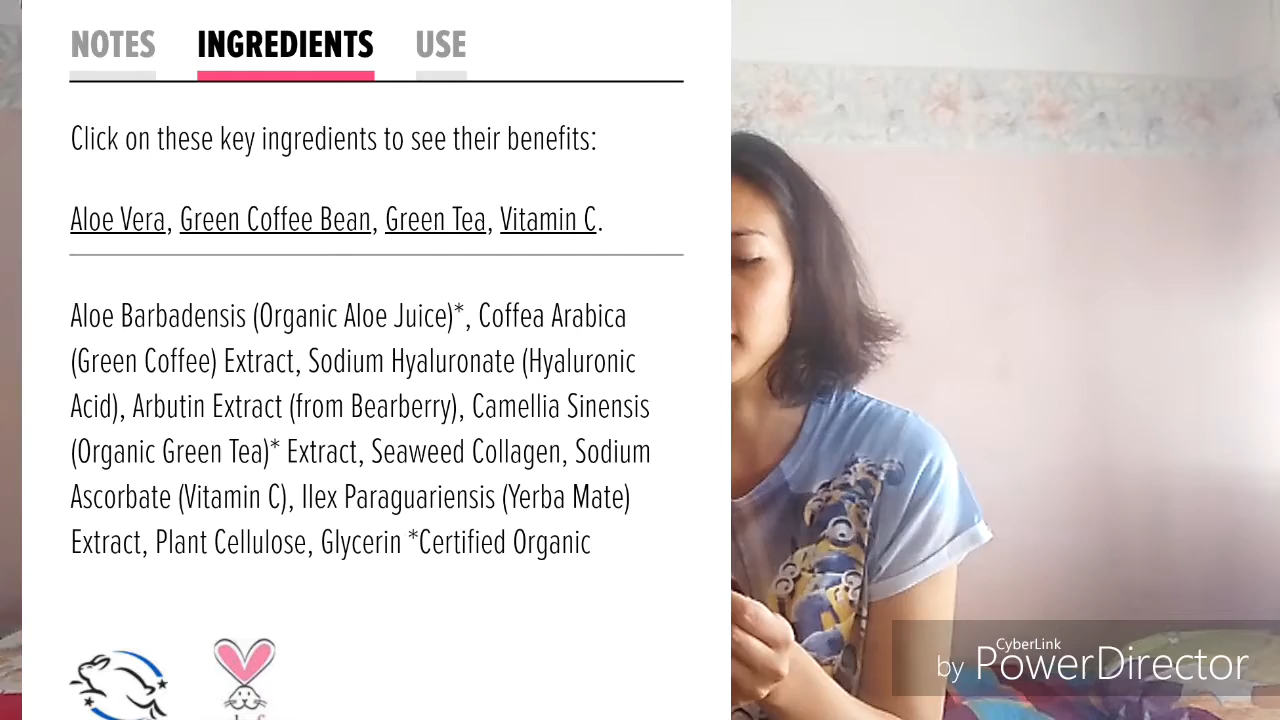 NOTES INGREDIENTS USE
Click on these key ingredients to see their benefits:
Aloe Vera, Green Coffee Bean, Green Tea, Vitamin C.
Aloe Barbadensis (Organic Aloe Juice)*, Coffea Arabica
(Green Coffee) Extract, Sodium Hyaluronate (Hyaluronic
Acid), Arbutin Extract (from Bearberry), Camellia Sinensis
(Organic Green Tea)* Extract, Seaweed Collagen, Sodium
Ascorbate (Vitamin C), Ilex Paraguariensis (Yerba Mate)
Extract, Plant Cellulose, Glycerin *Certified Organic
by CyberLink PowerDirector